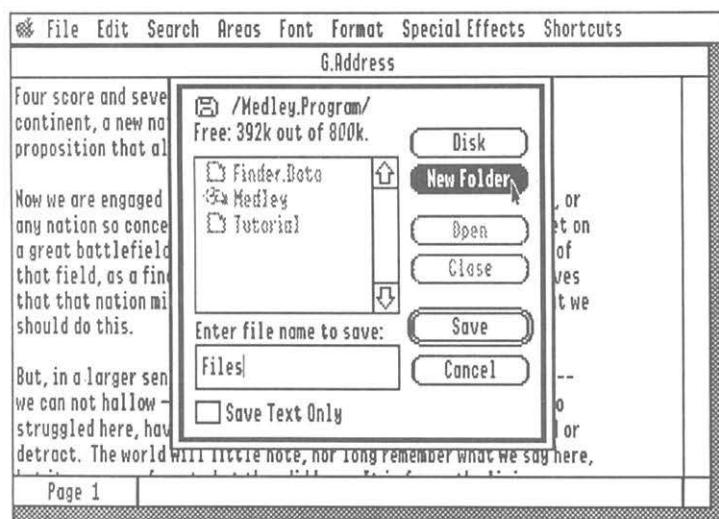 File Edit Search Areas Font Format Special Effects Shortcuts
G.Address
Four score and seve
continent, a new na
proposition that al
Now we are engaged
, or
any nation so conce
et on
a great battlefield
of
that field, as a fin
ves
that that nation mi
t we
should do this.
But, in a larger sen
--
we can not hallow -
o
struggled here, hav
or
detract. The world will little note, nor long remember what we say here,
/Medley.Program/
Free: 392k out of 800k.
Finder.Data
Medley
Tutorial
Disk
New Folder
Open
Close
Enter file name to save:
Save
Files
Cancel
Save Text Only
Page 1